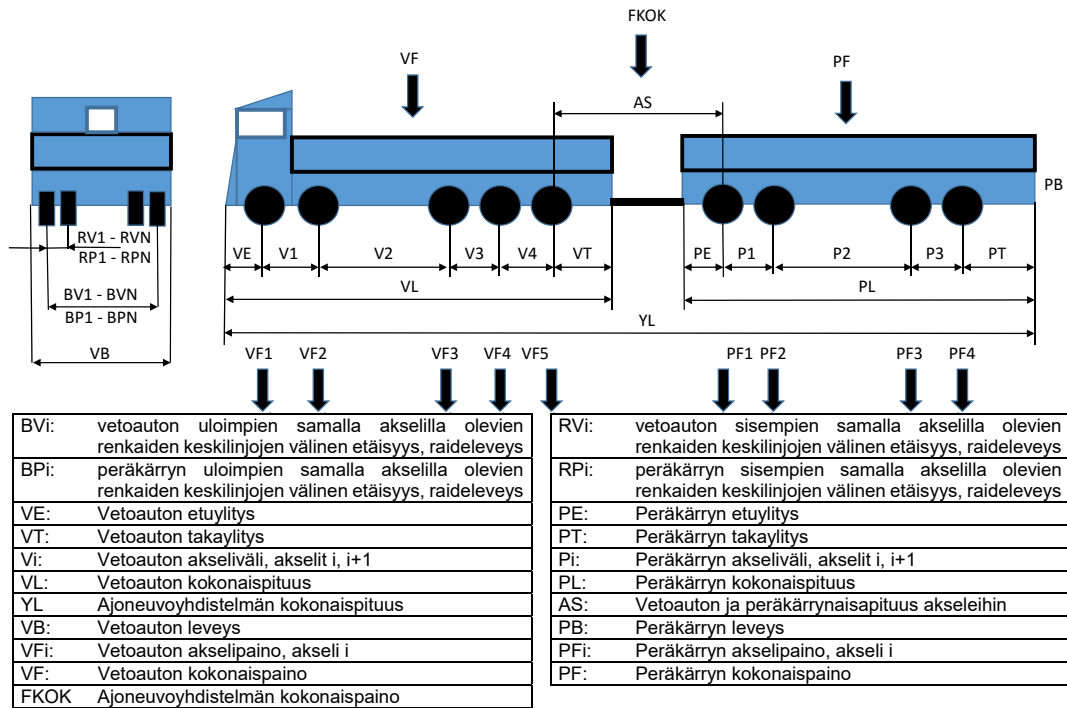 FKOK
VF
PF
AS
PB
RV1 - RVN
RP1 - RPN
VE V1 V2 V3 V4 VT PE P1 P2 P3 PT
BV1 - BVN
BP1 - BPN
VL PL
YL
VB
VF1 VF2 VF3 VF4 VF5 PF1 PF2 PF3 PF4
BVi: vetoauton uloimpien samalla akselilla olevien
renkaiden keskilinjojen välinen etäisyys, raideleveys
BPi: peräkärryn uloimpien samalla akselilla olevien
renkaiden keskilinjojen välinen etäisyys, raideleveys
VE: Vetoauton etuylitys
VT: Vetoauton takaylitys
Vi: Vetoauton akseliväli, akselit i, i+1
VL: Vetoauton kokonaispituus
YL Ajoneuvoyhdistelmän kokonaispituus
VB: Vetoauton leveys
VFi: Vetoauton akselipaino, akseli i
VF: Vetoauton kokonaispaino
FKOK Ajoneuvoyhdistelmän kokonaispaino
RVi: vetoauton sisempien samalla akselilla olevien
renkaiden keskilinjojen välinen etäisyys, raideleveys
RPi: peräkärryn sisempien samalla akselilla olevien
renkaiden keskilinjojen välinen etäisyys, raideleveys
PE: Peräkärryn etuylitys
PT: Peräkärryn takaylitys
Pi: Peräkärryn akseliväli, akselit i, i+1
PL: Peräkärryn kokonaispituus
AS: Vetoauton ja peräkärrynaisapituus akseleihin
PB: Peräkärryn leveys
PFi: Peräkärryn akselipaino, akseli i
PF: Peräkärryn kokonaispaino